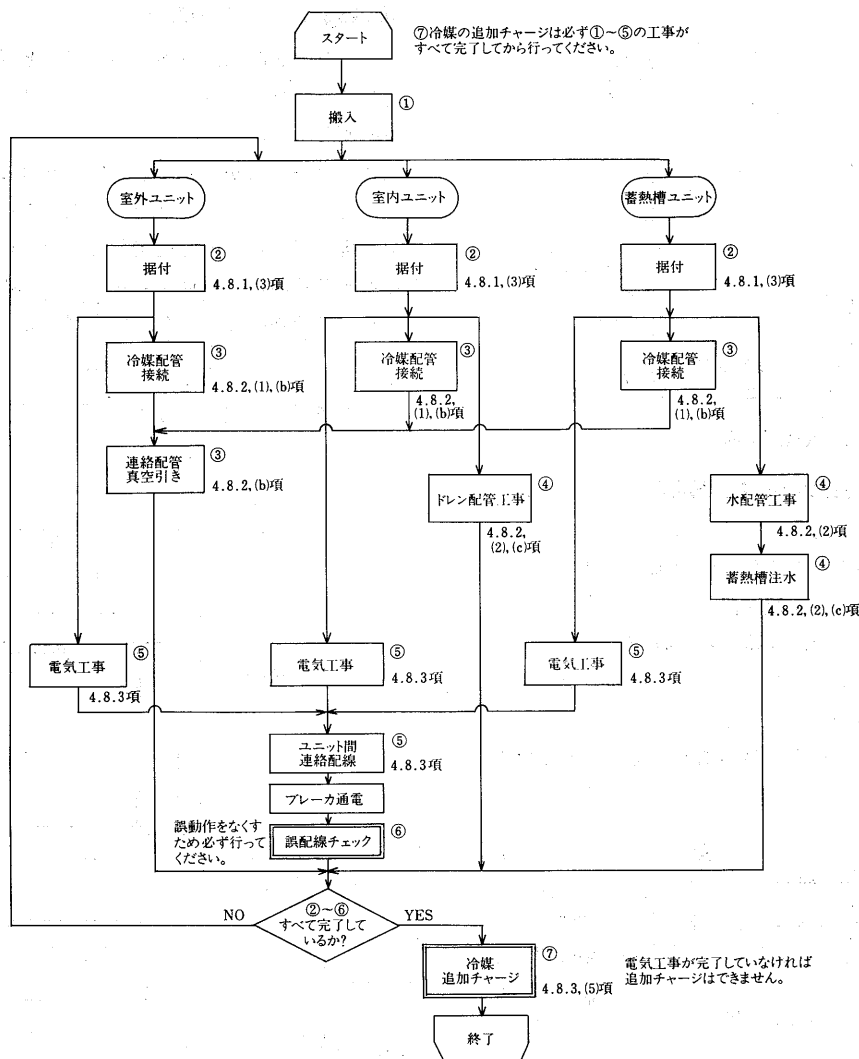 スタート
⑦冷媒の追加チャージは必ず①~⑤の工事が
すべて完了してから行ってください。
搬入
①
室外ユニット
室内ユニット
蓄熱槽ユニット
据付
②
4.8.1,(3)項
据付
②
4.8.1,(3)項
据付
②
4.8.1,(3)項
冷媒配管
接続
③
4.8.2,(1),(b)項
冷媒配管
接続
③
4.8.2,
(1),(b)項
冷媒配管
接続
③
4.8.2,
(1),(b)項
連絡配管
真空引き
③
4.8.2,(b)項
ドレン配管工事
④
4.8.2,
(2),(c)項
水配管工事
④
4.8.2,(2)項
蓄熱槽注水
④
4.8.2,(2),(c)項
電気工事
⑤
4.8.3項
電気工事
⑤
4.8.3項
電気工事
⑤
4.8.3項
ユニット間
連絡配線
⑤
4.8.3項
ブレーカ通電
誤動作をなくす
ため必ず行って
ください。
誤配線チェック
⑥
②~⑥
すべて完了して
いるか?
NO
YES
冷媒
追加チャージ
⑦
4.8.3,(5)項
電気工事が完了していなければ
追加チャージはできません。
終了